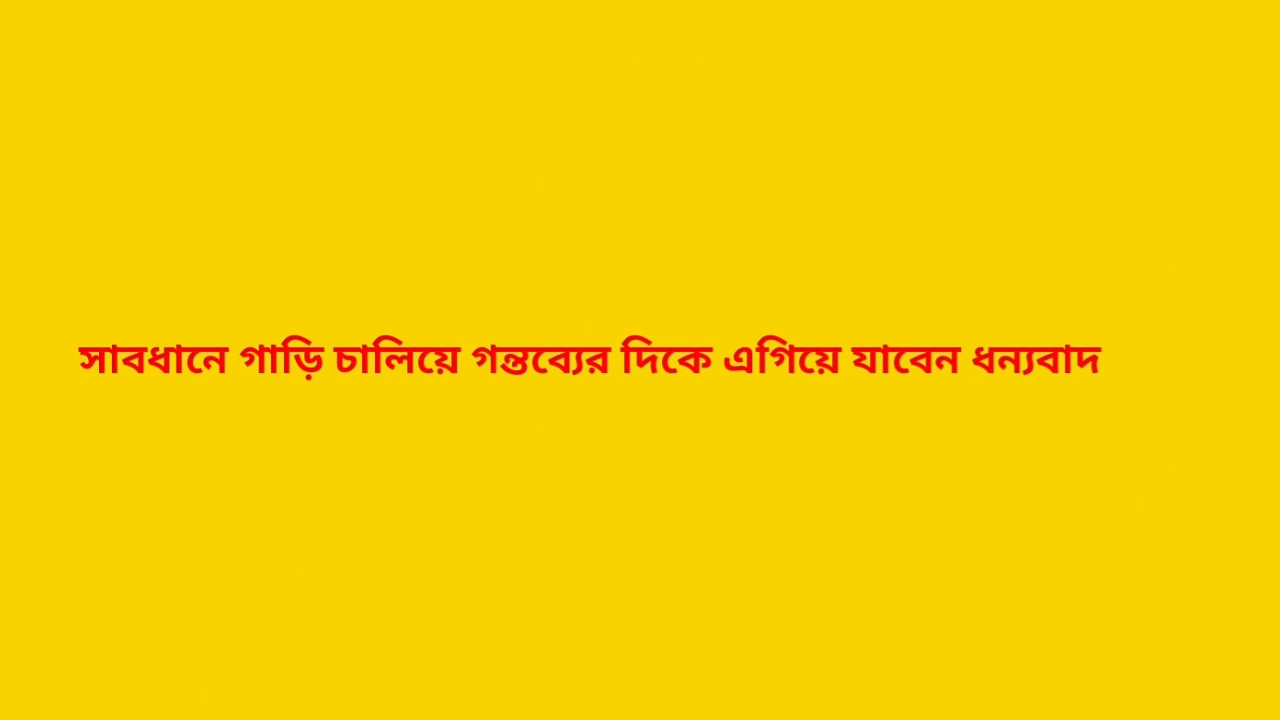 সাবধানে গাড়ি চালিয়ে গন্তব্যের দিকে এগিয়ে যাবেন ধন্যবাদ